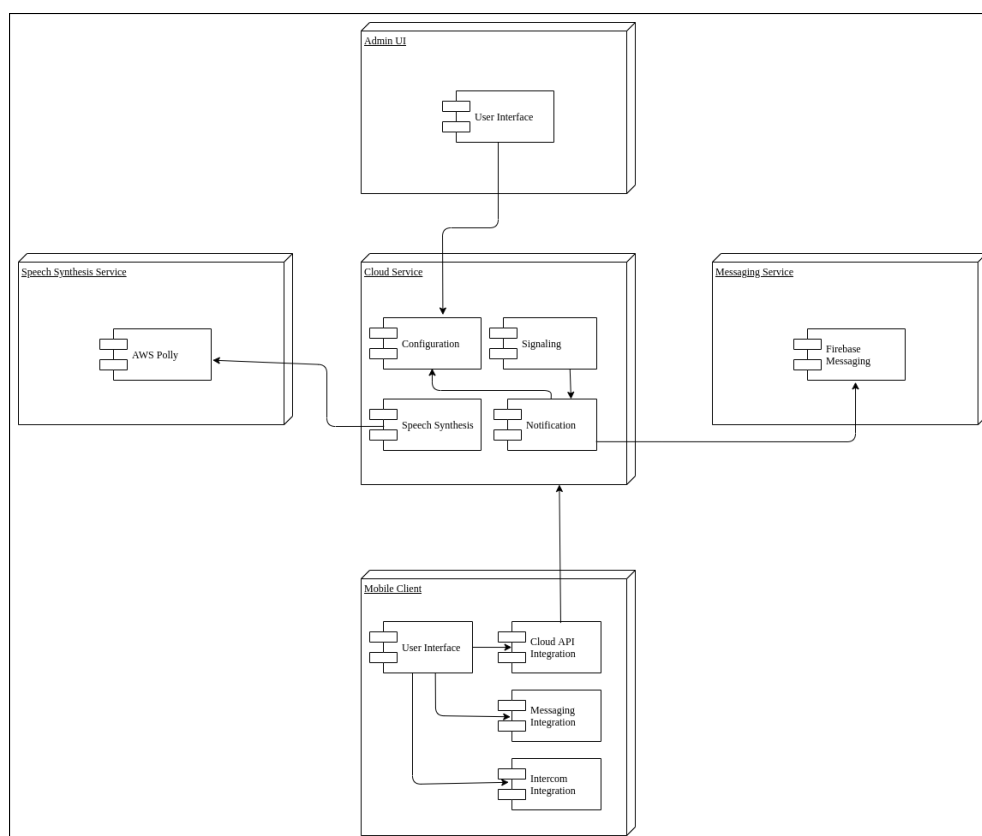 Admin UI
User Interface
Speech Synthesis Service
AWS Polly
Cloud Service
Configuration
Signaling
Speech Synthesis
Notification
Messaging Service
Firebase
Messaging
Mobile Client
User Interface
Cloud API
Integration
Messaging
Integration
Intercom
Integration